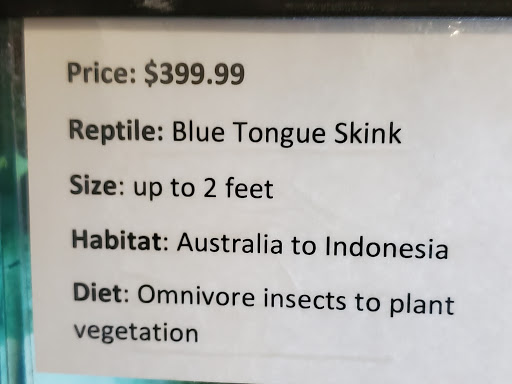 Price: $399.99
Reptile: Blue Tongue Skink
Size: up to 2 feet
Habitat: Australia to Indonesia
Diet: Omnivore insects to plant
vegetation